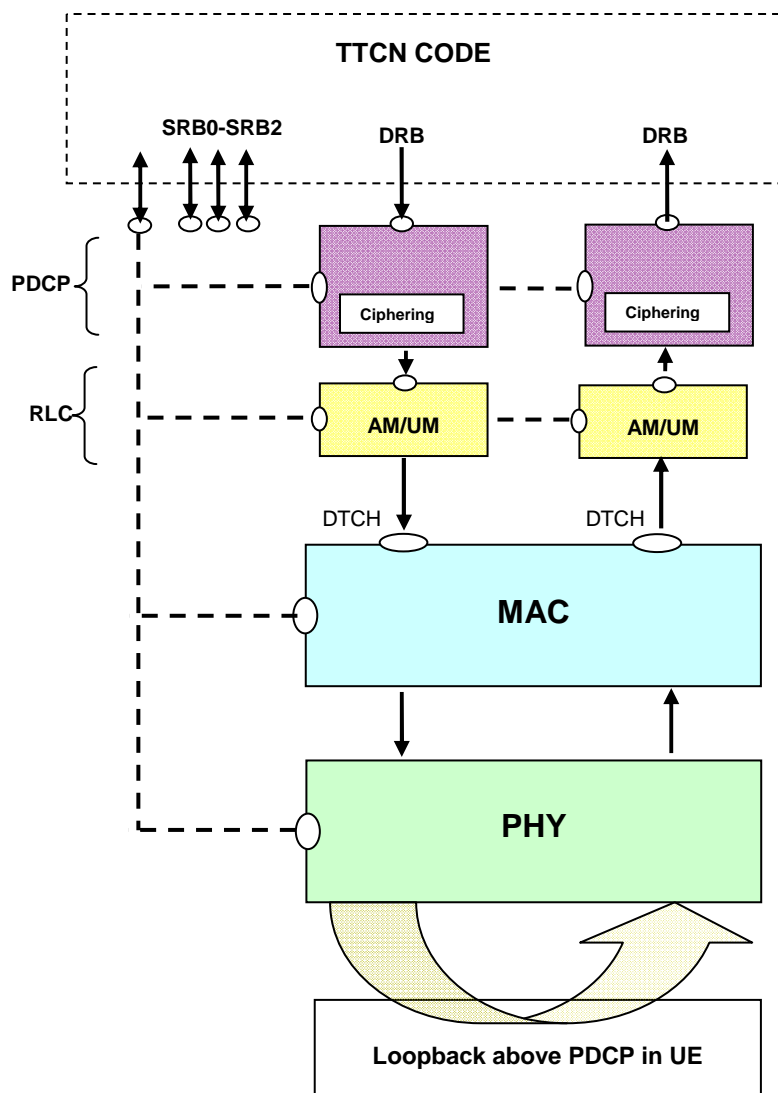 TTCN CODE
SRB0-SRB2
DRB
DRB
PDCP
Ciphering
Ciphering
RLC
AM/UM
AM/UM
DTCH
DTCH
MAC
PHY
Loopback above PDCP in UE